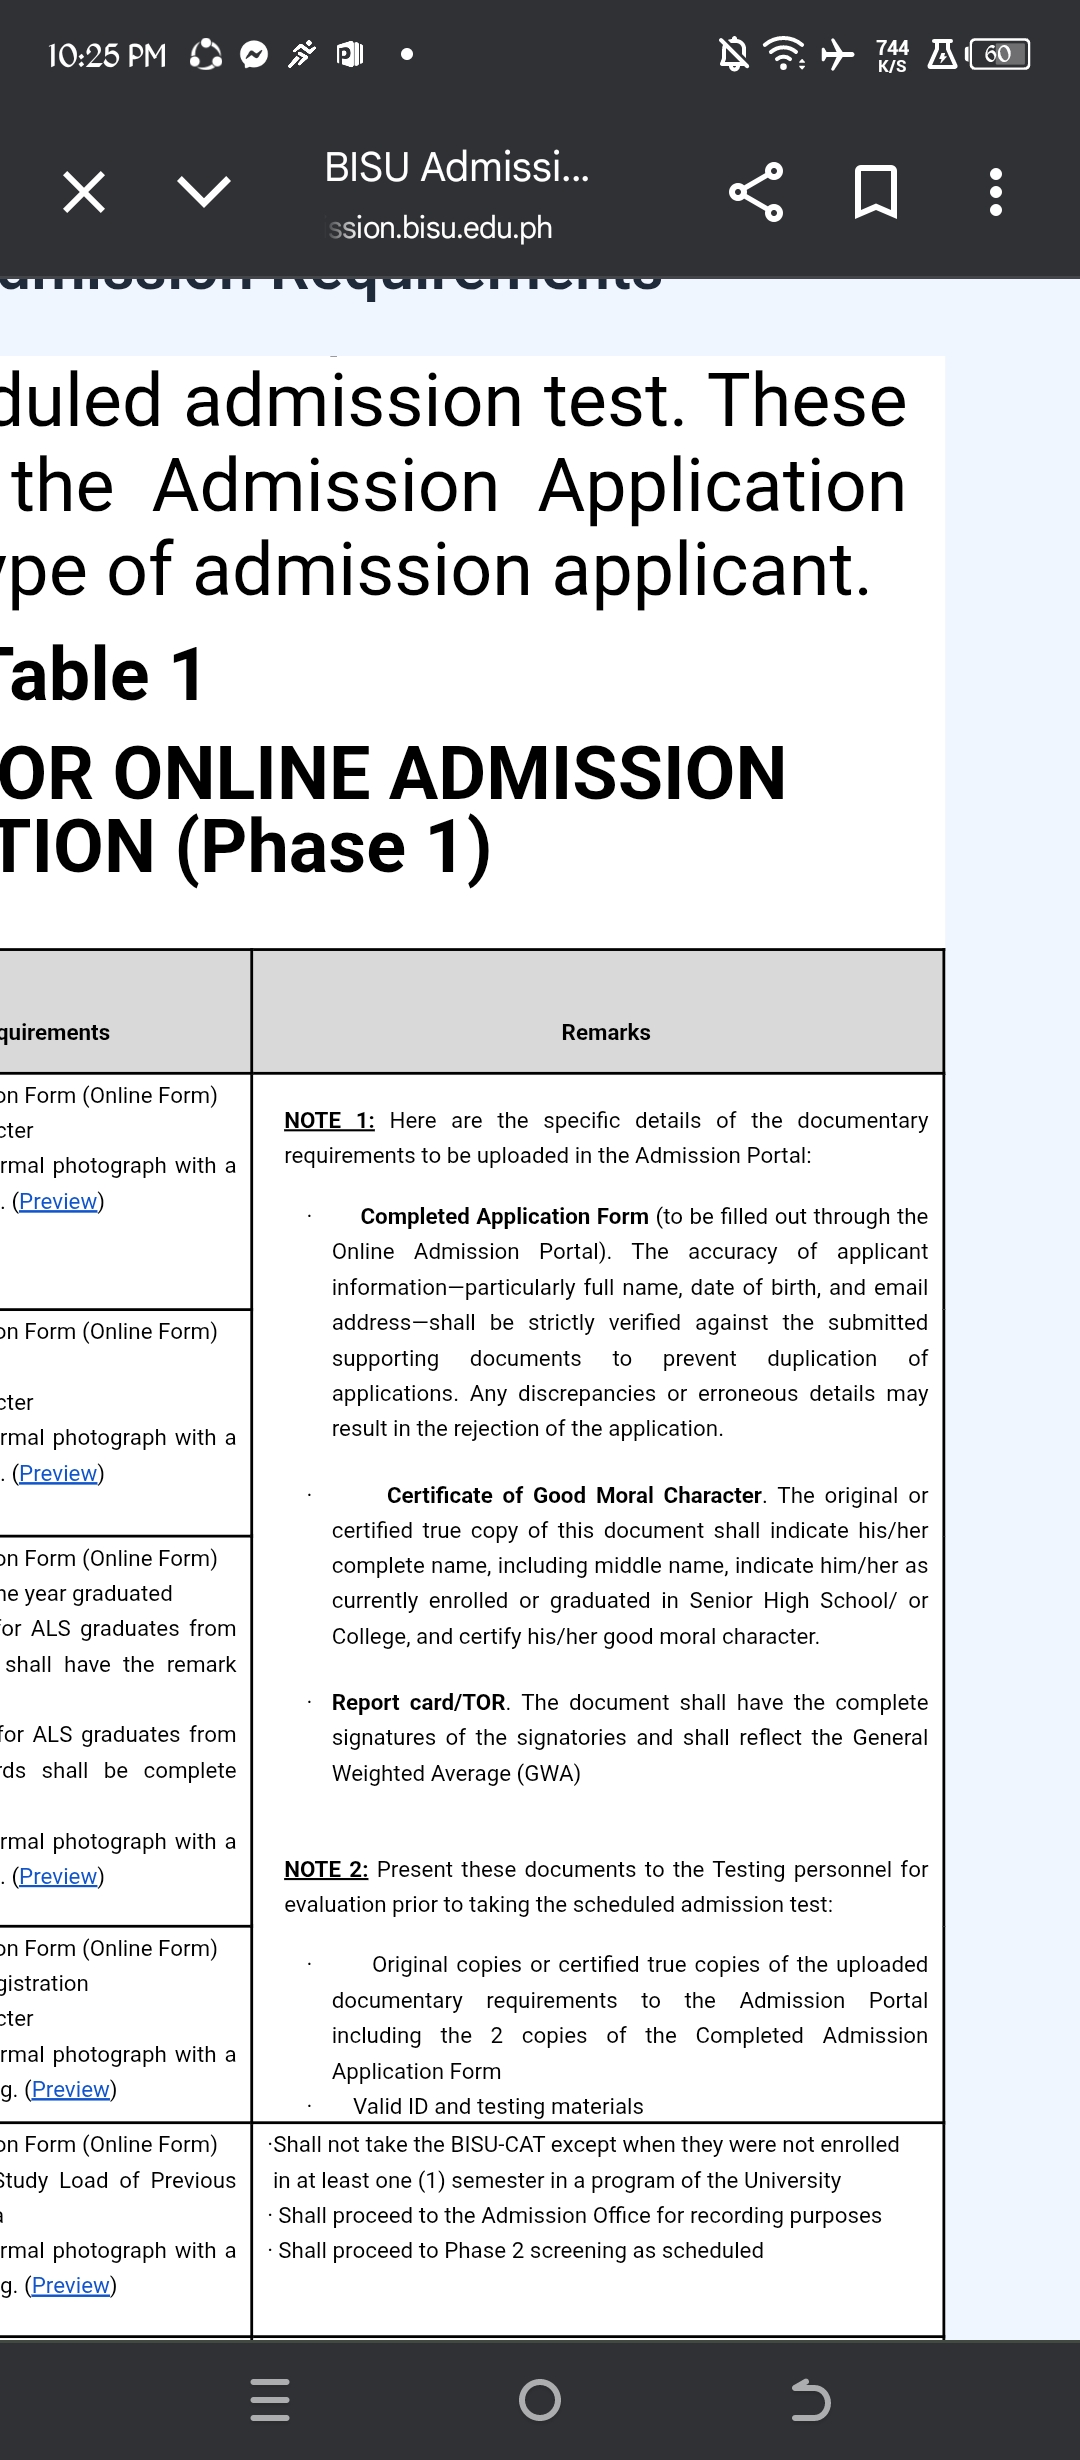 10:25 PM
744
K/S
60
BISU Admissi...
ssion.bisu.edu.ph
dmission Requirements
duled admission test. These
the Admission Application
ype of admission applicant.
Table 1
OR ONLINE ADMISSION
TION (Phase 1)
quirements
Remarks
on Form (Online Form)
cter
rmal photograph with a
. (Preview)
on Form (Online Form)
cter
rmal photograph with a
. (Preview)
on Form (Online Form)
ne year graduated
for ALS graduates from
shall have the remark
for ALS graduates from
rds shall be complete
rmal photograph with a
. (Preview)
on Form (Online Form)
gistration
cter
rmal photograph with a
g. (Preview)
NOTE 1: Here are the specific details of the documentary
requirements to be uploaded in the Admission Portal:
· Completed Application Form (to be filled out through the
Online Admission Portal). The accuracy of applicant
information—particularly full name, date of birth, and email
address—shall be strictly verified against the submitted
supporting documents to prevent duplication of
applications. Any discrepancies or erroneous details may
result in the rejection of the application.
· Certificate of Good Moral Character. The original or
certified true copy of this document shall indicate his/her
complete name, including middle name, indicate him/her as
currently enrolled or graduated in Senior High School/ or
College, and certify his/her good moral character.
· Report card/TOR. The document shall have the complete
signatures of the signatories and shall reflect the General
Weighted Average (GWA)
NOTE 2: Present these documents to the Testing personnel for
evaluation prior to taking the scheduled admission test:
· Original copies or certified true copies of the uploaded
documentary requirements to the Admission Portal
including the 2 copies of the Completed Admission
Application Form
· Valid ID and testing materials
on Form (Online Form)
Study Load of Previous
a
rmal photograph with a
g. (Preview)
·Shall not take the BISU-CAT except when they were not enrolled
in at least one (1) semester in a program of the University
· Shall proceed to the Admission Office for recording purposes
· Shall proceed to Phase 2 screening as scheduled